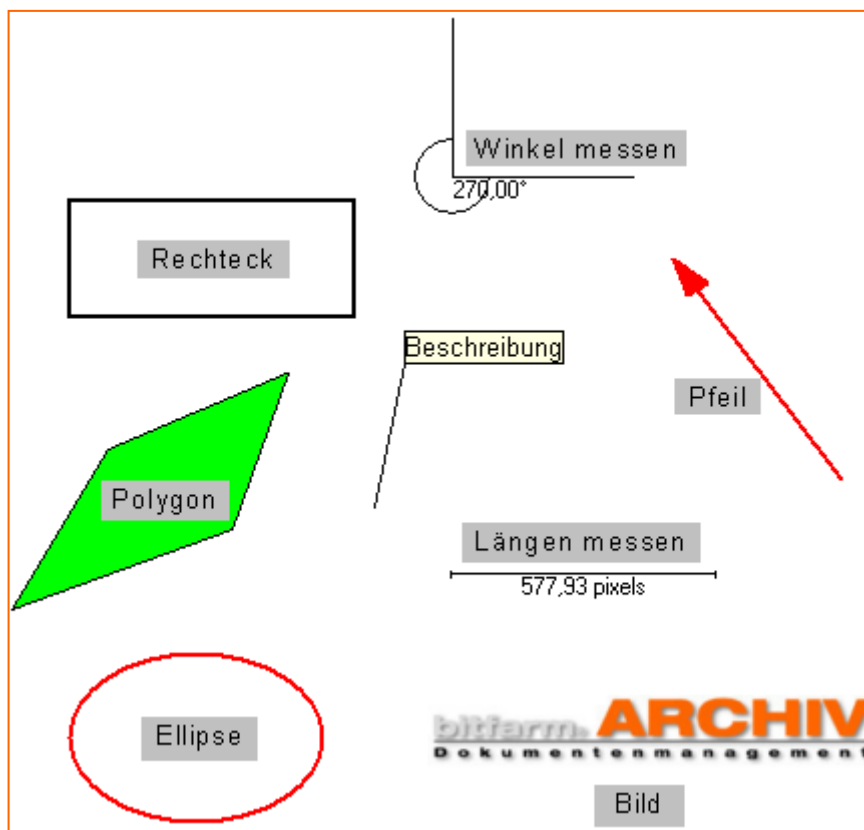 Winkel messen
270,00°
Rechteck
Beschreibung
Pfeil
Polygon
Längen messen
577,93 pixels
Ellipse
bitfarm. ARCHIV
Dokumentenmanagement
Bild